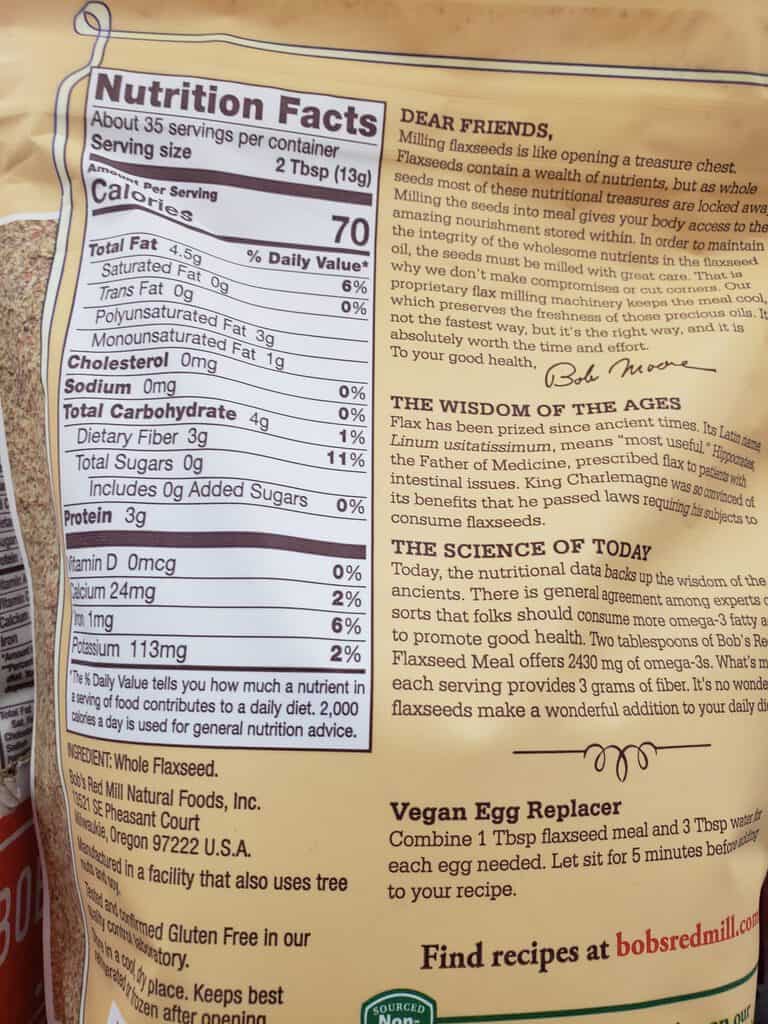 Nutrition Facts
About 35 servings per container
Serving size 2 Tbsp (13g)
Amount Per Serving
Calories 70
% Daily Value*
Total Fat 4.5g 6%
Saturated Fat 0g 0%
Trans Fat 0g
Polyunsaturated Fat 3g
Monounsaturated Fat 1g
Cholesterol 0mg 0%
Sodium 0mg 0%
Total Carbohydrate 4g 1%
Dietary Fiber 3g 11%
Total Sugars 0g
Includes 0g Added Sugars 0%
Protein 3g
Vitamin D 0mcg 0%
Calcium 24mg 2%
Iron 1mg 6%
Potassium 113mg 2%
*The % Daily Value tells you how much a nutrient in
a serving of food contributes to a daily diet. 2,000
calories a day is used for general nutrition advice.
INGREDIENT: Whole Flaxseed.
Bob's Red Mill Natural Foods, Inc.
13521 SE Pheasant Court
Milwaukie, Oregon 97222 U.S.A.
Manufactured in a facility that also uses tree
nuts and soy.
Tested and confirmed Gluten Free in our
quality control laboratory.
Store in a cool dry place. Keeps best
refrigerated or frozen after opening
DEAR FRIENDS,
Milling flaxseeds is like opening a treasure chest.
Flaxseeds contain a wealth of nutrients, but as whole
seeds most of these nutritional treasures are locked awa
Milling the seeds into meal gives your body access to the
amazing nourishment stored within. In order to maintain
the integrity of the wholesome nutrients in the flaxseed
oil, the seeds must be milled with great care. That is
why we don't make compromises or cut corners. Our
proprietary flax milling machinery keeps the meal cool,
which preserves the freshness of those precious oils. It
not the fastest way, but it's the right way, and it is
absolutely worth the time and effort.
To your good health,
Bob Moore
THE WISDOM OF THE AGES
Flax has been prized since ancient times. Its Latin name
Linum usitatissimum, means "most useful." Hippocrates,
the Father of Medicine, prescribed flax to patients with
intestinal issues. King Charlemagne was so convinced of
its benefits that he passed laws requiring his subjects to
consume flaxseeds.
THE SCIENCE OF TODAY
Today, the nutritional data backs up the wisdom of the
ancients. There is general agreement among experts o
sorts that folks should consume more omega-3 fatty a
to promote good health. Two tablespoons of Bob's Re
Flaxseed Meal offers 2430 mg of omega-3s. What's m
each serving provides 3 grams of fiber. It's no wonde
flaxseeds make a wonderful addition to your daily di
Vegan Egg Replacer
Combine 1 Tbsp flaxseed meal and 3 Tbsp water for
each egg needed. Let sit for 5 minutes before adding
to your recipe.
Find recipes at bobsredmill.com
SOURCED
Non-
on our